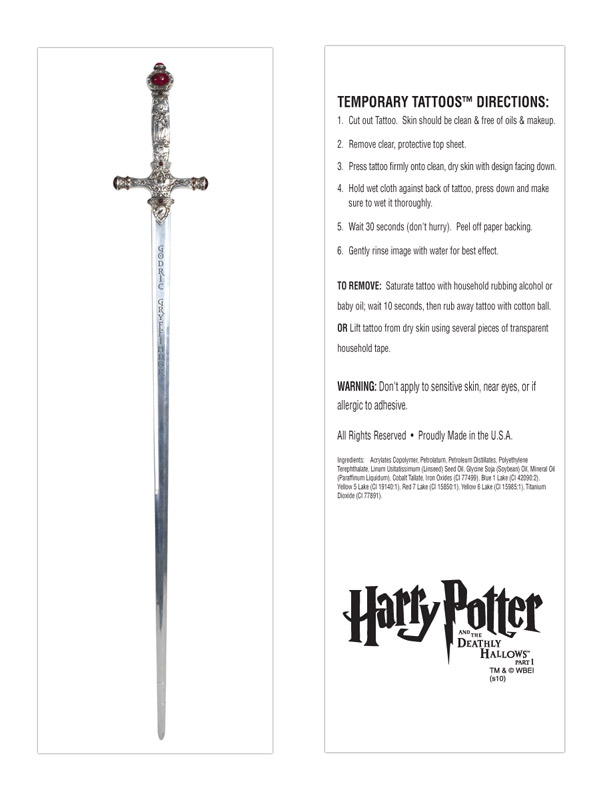 GODRIC GRYFFINDOR
TEMPORARY TATTOOS™ DIRECTIONS:
1. Cut out Tattoo. Skin should be clean & free of oils & makeup.
2. Remove clear, protective top sheet.
3. Press tattoo firmly onto clean, dry skin with design facing down.
4. Hold wet cloth against back of tattoo, press down and make
sure to wet it thoroughly.
5. Wait 30 seconds (don't hurry). Peel off paper backing.
6. Gently rinse image with water for best effect.
TO REMOVE: Saturate tattoo with household rubbing alcohol or
baby oil; wait 10 seconds, then rub away tattoo with cotton ball.
OR Lift tattoo from dry skin using several pieces of transparent
household tape.
WARNING: Don't apply to sensitive skin, near eyes, or if
allergic to adhesive.
All Rights Reserved • Proudly Made in the U.S.A.
Ingredients: Acrylates Copolymer, Petrolatum, Petroleum Distillates, Polyethylene
Terephthalate, Linum Usitatissimum (Linseed) Seed Oil, Glycine Soja (Soybean) Oil, Mineral Oil
(Paraffinum Liquidum), Cobalt Tallate, Iron Oxides (CI 77499), Blue 1 Lake (CI 42090:2),
Yellow 5 Lake (CI 19140:1), Red 7 Lake (CI 15850:1), Yellow 6 Lake (CI 15985:1), Titanium
Dioxide (CI 77891).
Harry Potter
AND THE
DEATHLY
HALLOWS™
PART 1
TM & © WBEI
(s10)